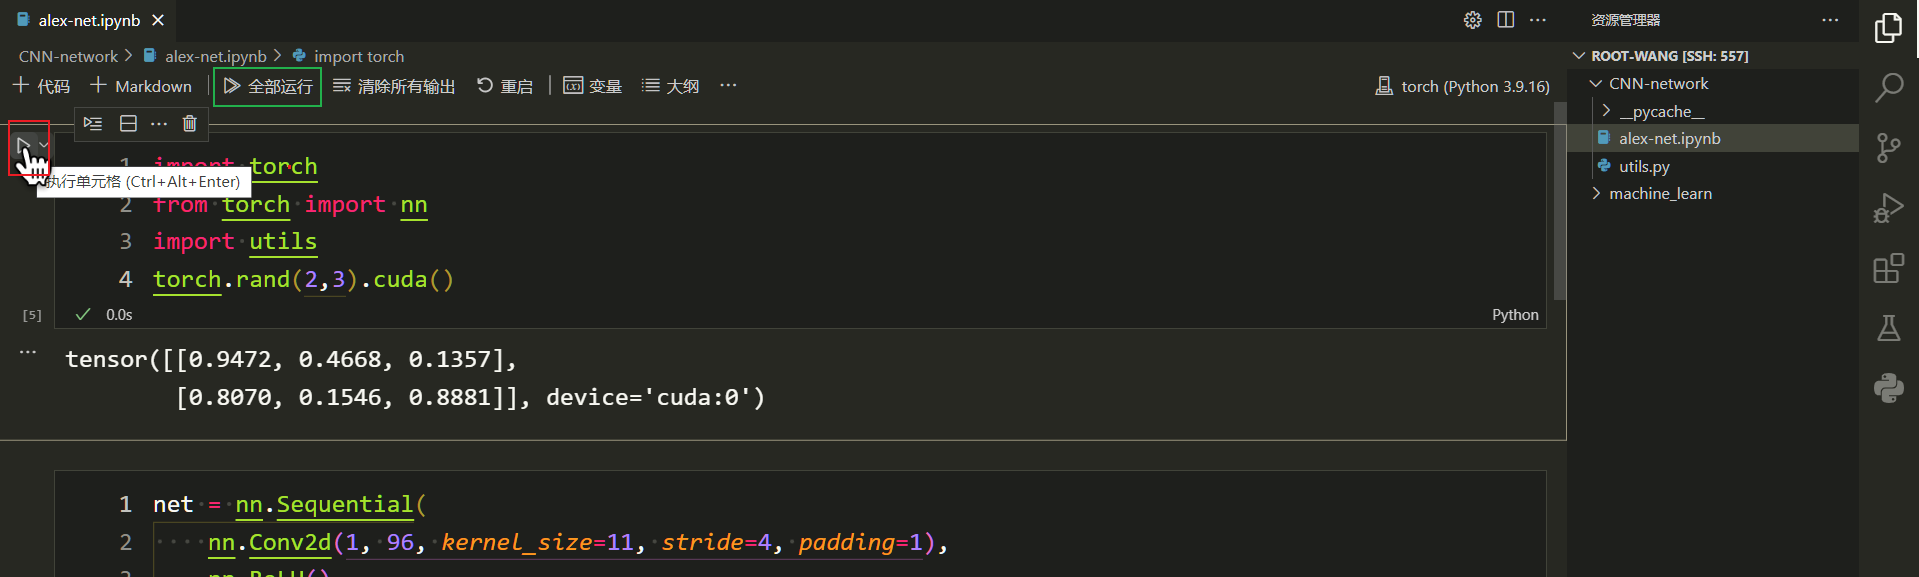 alex-net.ipynb
资源管理器
CNN-network > alex-net.ipynb > import torch
ROOT-WANG [SSH: 557]
代码 Markdown 全部运行 清除所有输出 重启 变量 大纲 ··· torch (Python 3.9.16)
CNN-network
__pycache__
alex-net.ipynb
utils.py
machine_learn
1 import torch
执行单元格 (Ctrl+Alt+Enter)
2 from torch import nn
3 import utils
4 torch.rand(2,3).cuda()
[5] 0.0s Python
tensor([[0.9472, 0.4668, 0.1357],
[0.8070, 0.1546, 0.8881]], device='cuda:0')
1 net = nn.Sequential(
2 nn.Conv2d(1, 96, kernel_size=11, stride=4, padding=1),
3 nn.ReLU()